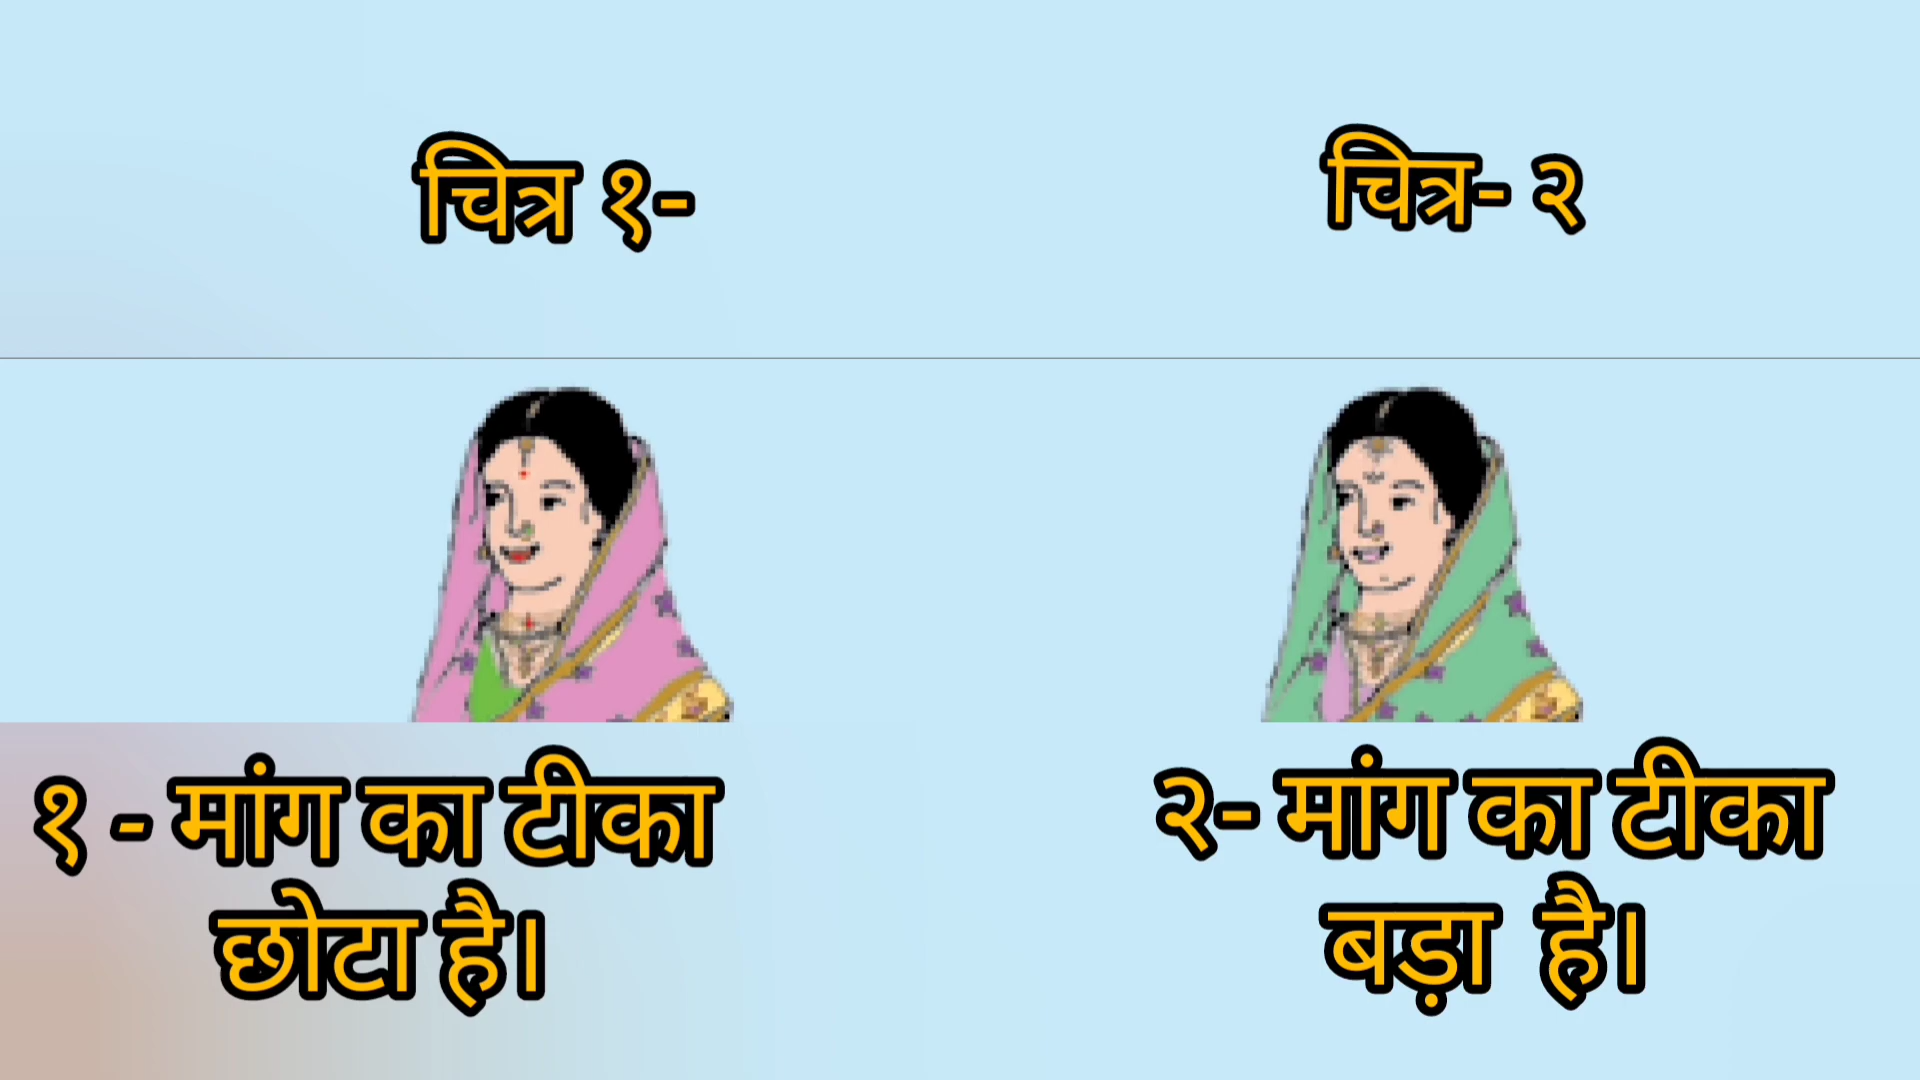 चित्र १-
चित्र- २
१ - मांग का टीका
छोटा है।
२- मांग का टीका
बड़ा है।